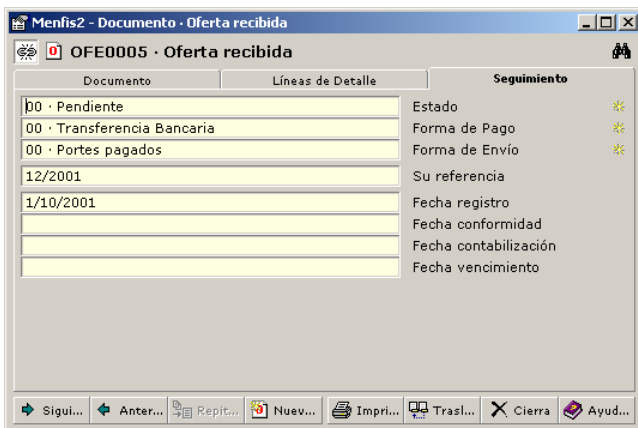 Menfis2 - Documento · Oferta recibida
OFE0005 · Oferta recibida
Documento Líneas de Detalle Seguimiento
00 · Pendiente Estado
00 · Transferencia Bancaria Forma de Pago
00 · Portes pagados Forma de Envío
12/2001 Su referencia
1/10/2001 Fecha registro
Fecha conformidad
Fecha contabilización
Fecha vencimiento
Sigui... Anter... Repit... Nuev... Impri... Trasl... Cierra Ayud...